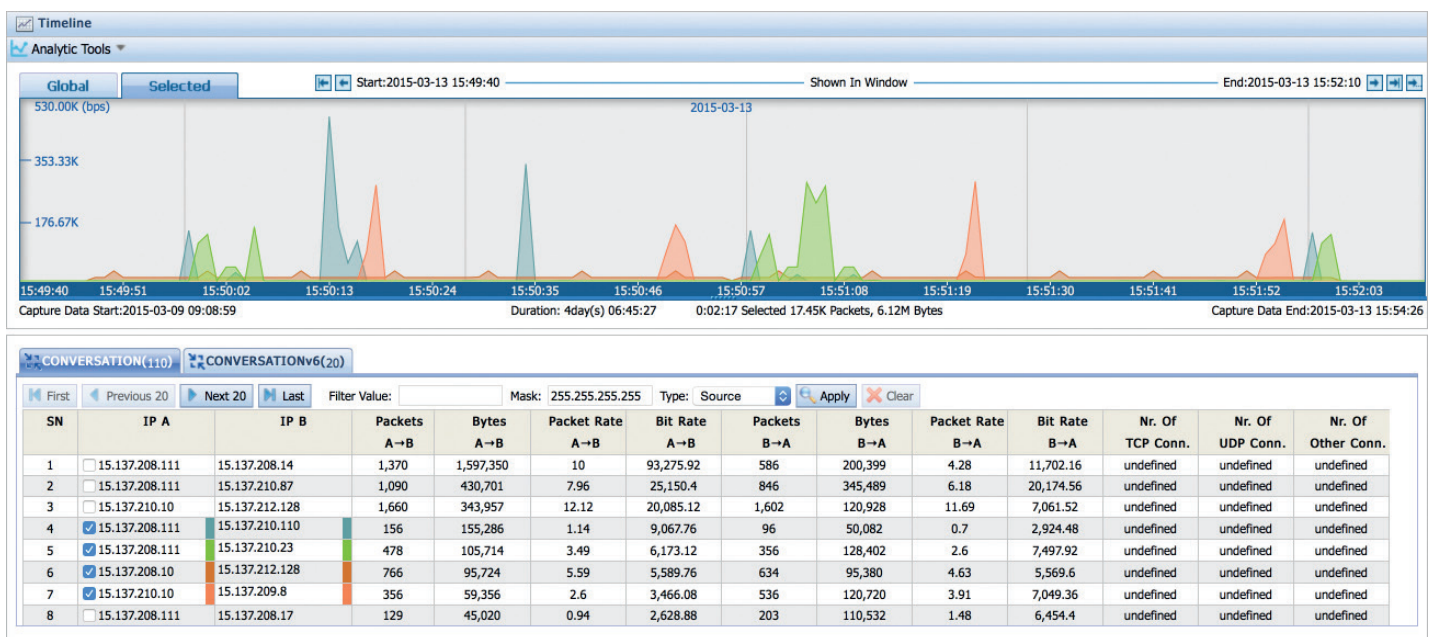 Timeline
Analytic Tools
Global Selected Start:2015-03-13 15:49:40 Shown In Window End:2015-03-13 15:52:10
530.00K (bps) 2015-03-13
353.33K
176.67K
15:49:40 15:49:51 15:50:02 15:50:13 15:50:24 15:50:35 15:50:46 15:50:57 15:51:08 15:51:19 15:51:30 15:51:41 15:51:52 15:52:03
Capture Data Start:2015-03-09 09:08:59 Duration: 4day(s) 06:45:27 0:02:17 Selected 17.45K Packets, 6.12M Bytes Capture Data End:2015-03-13 15:54:26
CONVERSATION(110) CONVERSATIONv6(20)
First Previous 20 Next 20 Last Filter Value: Mask: 255.255.255.255 Type: Source Apply Clear
SN IP A IP B Packets Bytes Packet Rate Bit Rate Packets Bytes Packet Rate Bit Rate Nr. Of Nr. Of Nr. Of
A→B A→B A→B A→B B→A B→A B→A B→A TCP Conn. UDP Conn. Other Conn.
1 15.137.208.111 15.137.208.14 1,370 1,597,350 10 93,275.92 586 200,399 4.28 11,702.16 undefined undefined undefined
2 15.137.208.111 15.137.210.87 1,090 430,701 7.96 25,150.4 846 345,489 6.18 20,174.56 undefined undefined undefined
3 15.137.210.10 15.137.212.128 1,660 343,957 12.12 20,085.12 1,602 120,928 11.69 7,061.52 undefined undefined undefined
4 15.137.208.111 15.137.210.110 156 155,286 1.14 9,067.76 96 50,082 0.7 2,924.48 undefined undefined undefined
5 15.137.208.111 15.137.210.23 478 105,714 3.49 6,173.12 356 128,402 2.6 7,497.92 undefined undefined undefined
6 15.137.208.10 15.137.212.128 766 95,724 5.59 5,589.76 634 95,380 4.63 5,569.6 undefined undefined undefined
7 15.137.210.10 15.137.209.8 356 59,356 2.6 3,466.08 536 120,720 3.91 7,049.36 undefined undefined undefined
8 15.137.208.111 15.137.208.17 129 45,020 0.94 2,628.88 203 110,532 1.48 6,454.4 undefined undefined undefined